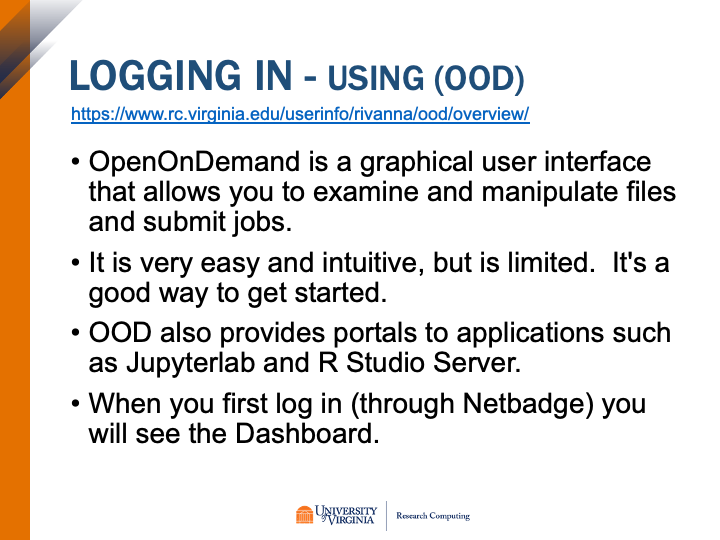 LOGGING IN - USING (OOD)
https://www.rc.virginia.edu/userinfo/rivanna/ood/overview/
• OpenOnDemand is a graphical user interface
that allows you to examine and manipulate files
and submit jobs.
• It is very easy and intuitive, but is limited.  It's a
good way to get started.
• OOD also provides portals to applications such
as Jupyterlab and R Studio Server.
• When you first log in (through Netbadge) you
will see the Dashboard.
UNIVERSITY
of VIRGINIA
Research Computing